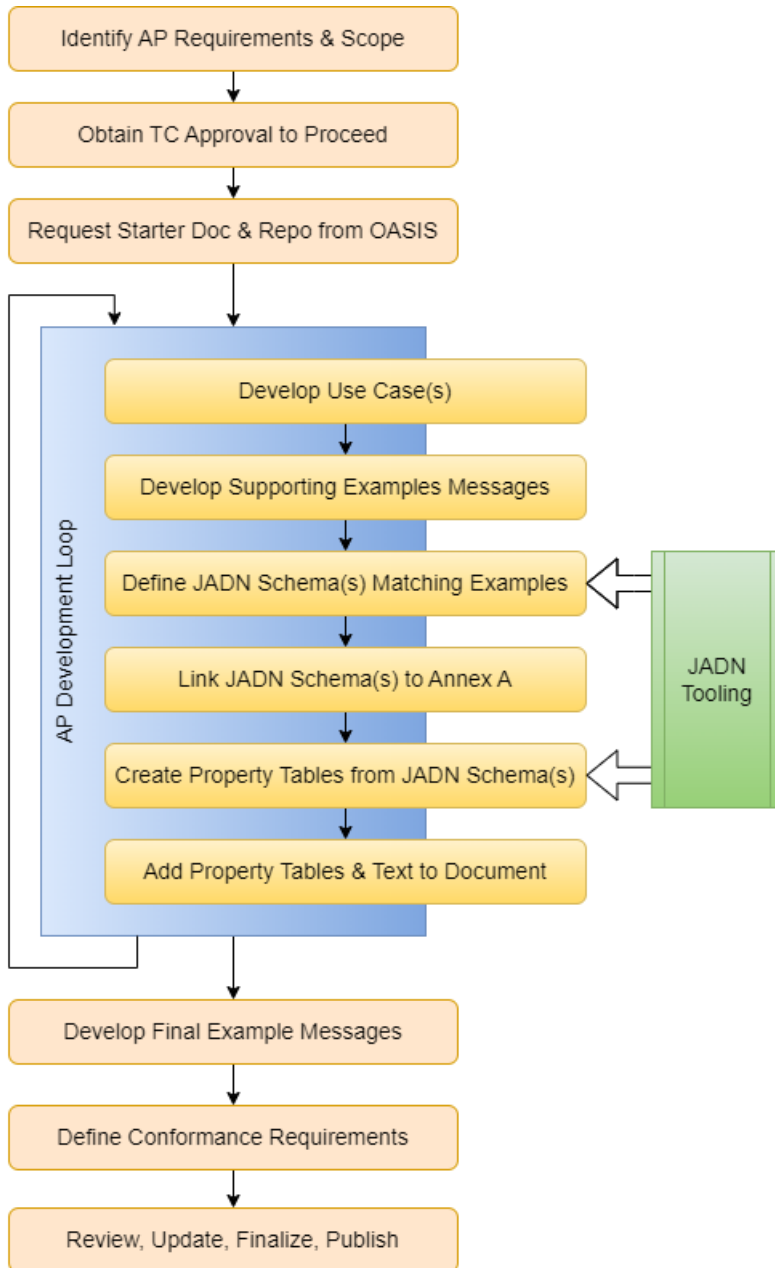 Identify AP Requirements & Scope
Obtain TC Approval to Proceed
Request Starter Doc & Repo from OASIS
AP Development Loop
Develop Use Case(s)
Develop Supporting Examples Messages
Define JADN Schema(s) Matching Examples
Link JADN Schema(s) to Annex A
Create Property Tables from JADN Schema(s)
Add Property Tables & Text to Document
JADN
Tooling
Develop Final Example Messages
Define Conformance Requirements
Review, Update, Finalize, Publish